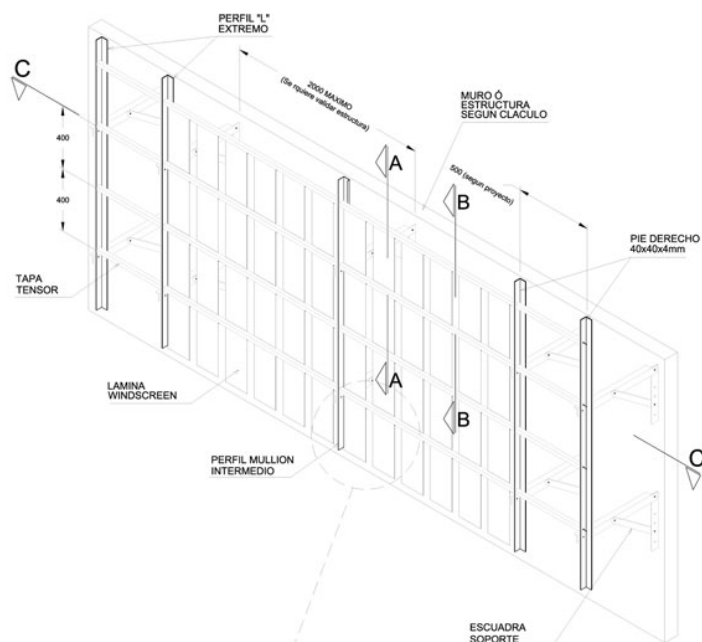 PERFIL "L"
EXTREMO
C
2000 MAXIMO
(Se rquiere validar estructura)
MURO Ó
ESTRUCTURA
SEGUN CLACULO
400
400
A
B
500 (segun proyecto)
PIE DERECHO
40x40x4mm
TAPA
TENSOR
LAMINA
WINDSCREEN
A
B
PERFIL MULLION
INTERMEDIO
C
ESCUADRA
SOPORTE